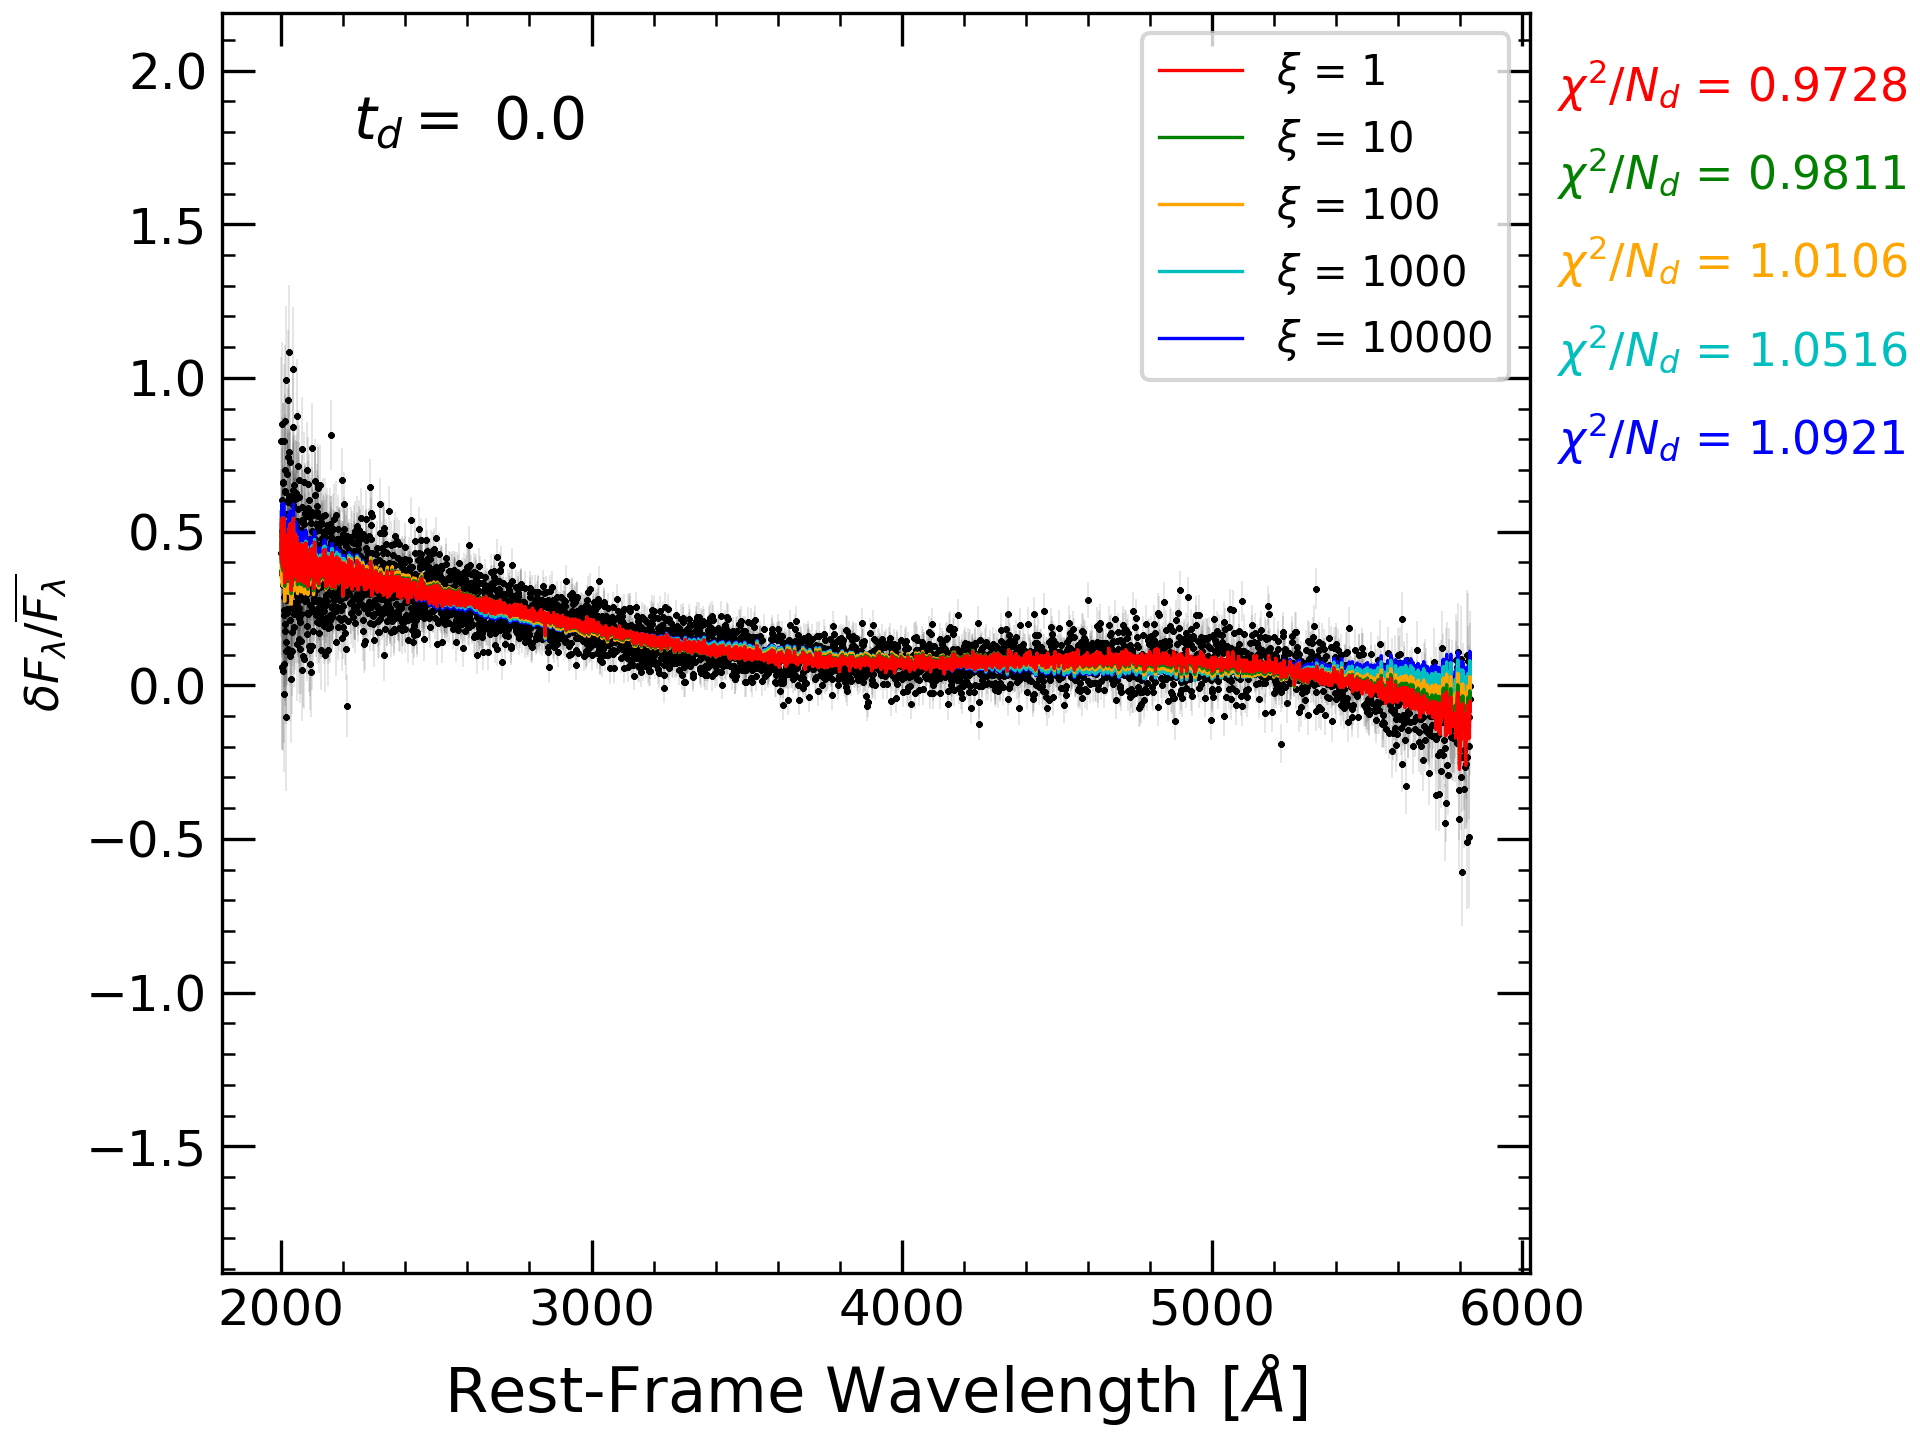 t_d = 0.0
ξ = 1
ξ = 10
ξ = 100
ξ = 1000
ξ = 10000
χ²/N_d = 0.9728
χ²/N_d = 0.9811
χ²/N_d = 1.0106
χ²/N_d = 1.0516
χ²/N_d = 1.0921
2.0
1.5
1.0
0.5
0.0
−0.5
−1.0
−1.5
δF_λ/F̅_λ
2000 3000 4000 5000 6000
Rest-Frame Wavelength [Å]